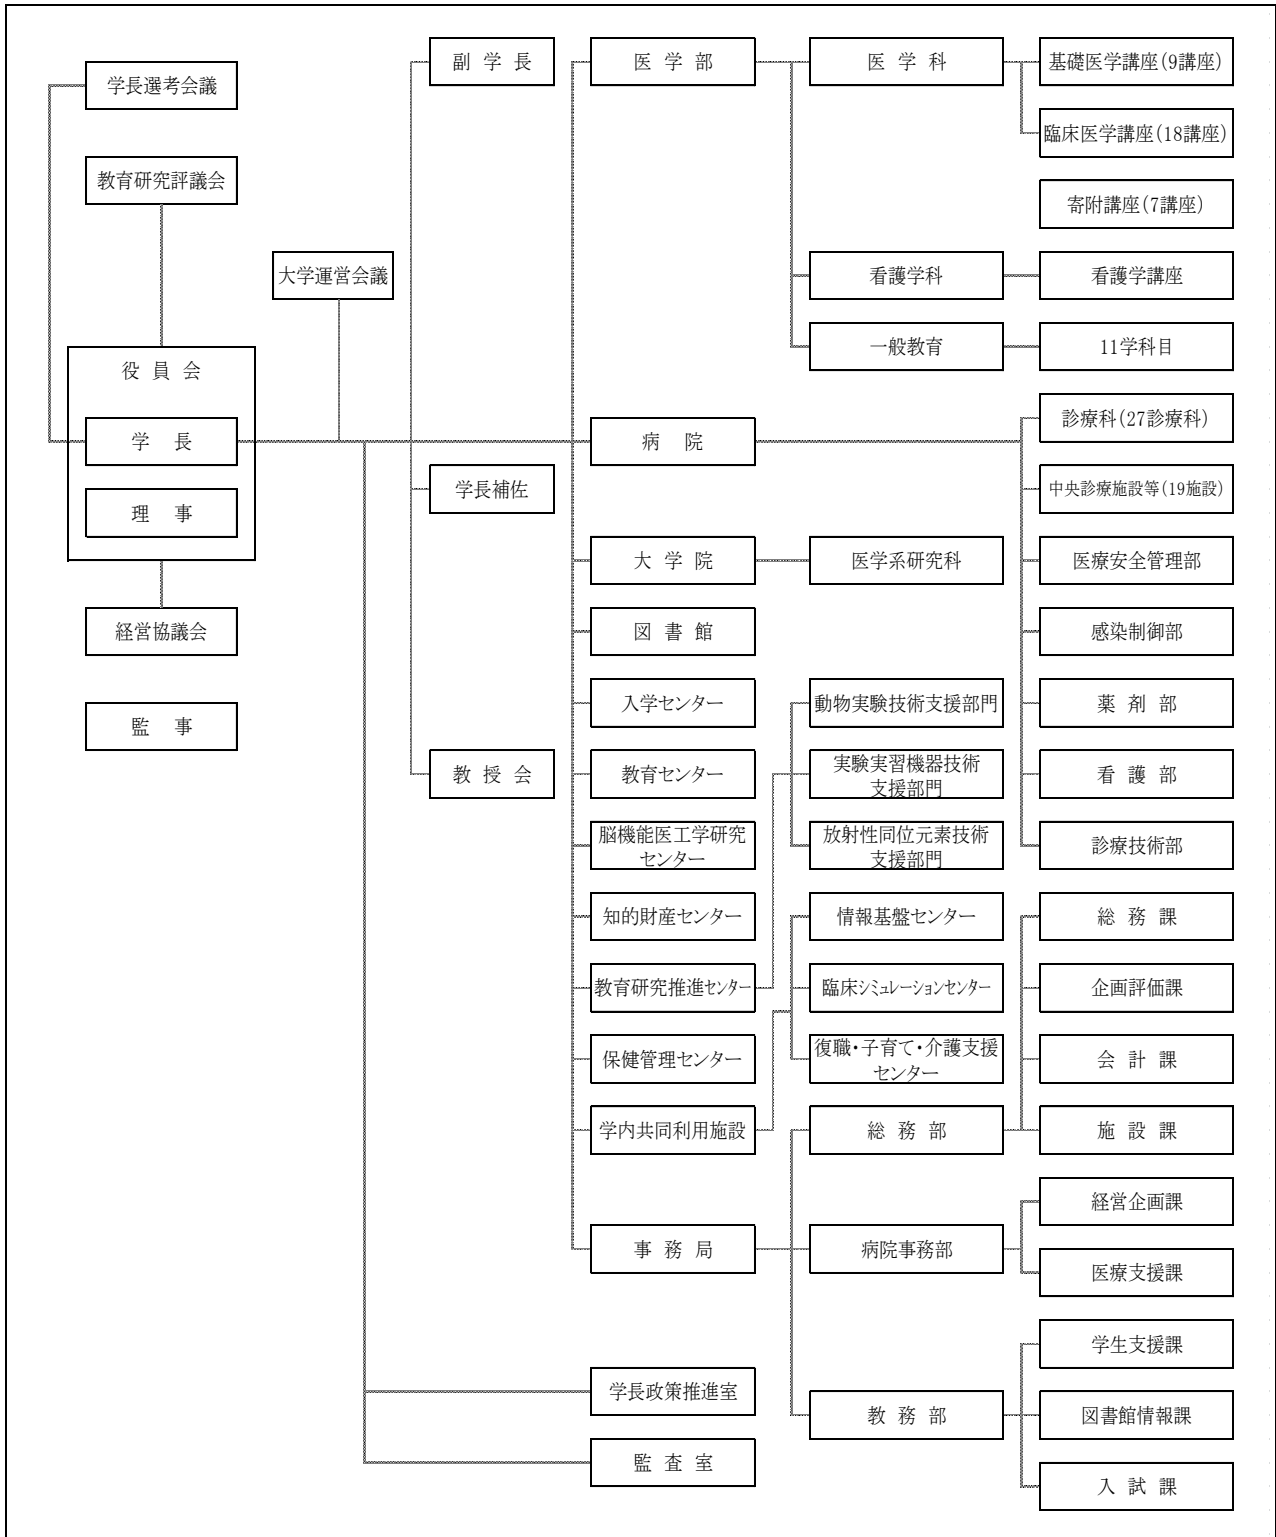 学長選考会議
教育研究評議会
大学運営会議
役員会
学長
理事
経営協議会
監事
副学長
学長補佐
教授会
医学部
病院
大学院
図書館
入学センター
教育センター
脳機能医工学研究
センター
知的財産センター
教育研究推進センター
保健管理センター
学内共同利用施設
事務局
学長政策推進室
監査室
医学科
看護学科
一般教育
医学系研究科
動物実験技術支援部門
実験実習機器技術
支援部門
放射性同位元素技術
支援部門
情報基盤センター
臨床シミュレーションセンター
復職・子育て・介護支援
センター
総務部
病院事務部
教務部
基礎医学講座(9講座)
臨床医学講座(18講座)
寄附講座(7講座)
看護学講座
11学科目
診療科(27診療科)
中央診療施設等(19施設)
医療安全管理部
感染制御部
薬剤部
看護部
診療技術部
総務課
企画評価課
会計課
施設課
経営企画課
医療支援課
学生支援課
図書館情報課
入試課